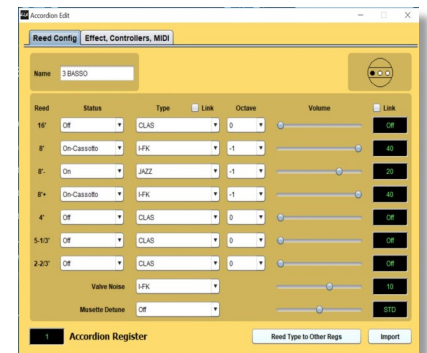 Accordion Edit
Reed Config Effect, Controllers, MIDI
Name 3 BASSO
Reed Status Type Link Octave Volume Link
16' Off CLAS 0 Off
8' On-Cassotto I-FK -1 40
8'- On JAZZ -1 20
8'+ On-Cassotto I-FK -1 40
4' Off CLAS 0 Off
5-1/3' Off CLAS 0 Off
2-2/3' Off CLAS 0 Off
Valve Noise I-FK 10
Musette Detune Off STD
1 Accordion Register Reed Type to Other Regs Import